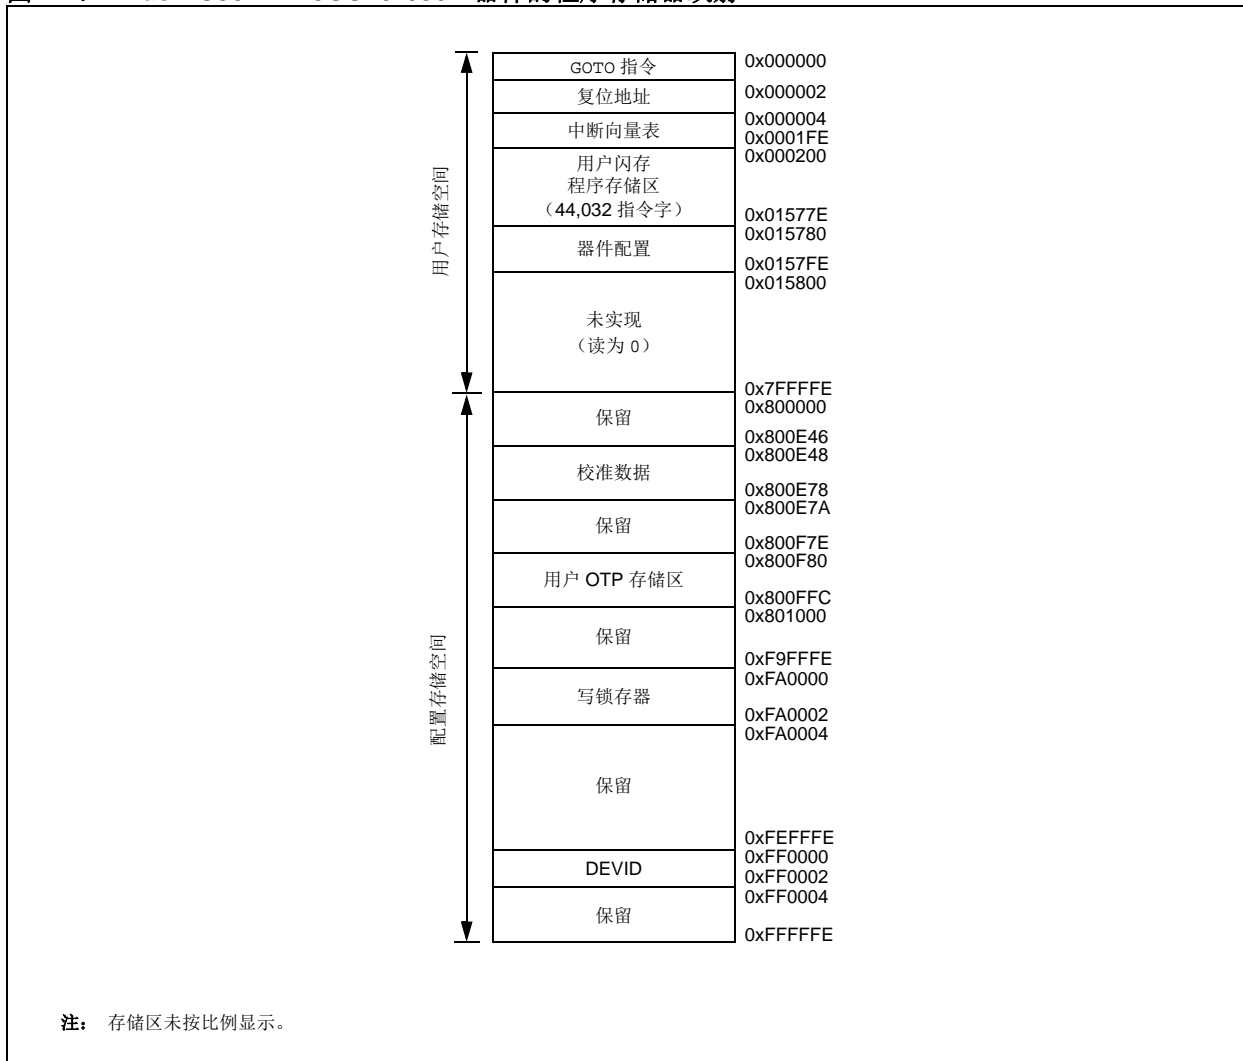 GOTO 指令
0x000000
复位地址
0x000002
中断向量表
0x000004
0x0001FE
用户闪存
程序存储区
（44,032 指令字）
0x000200
0x01577E
器件配置
0x015780
0x0157FE
未实现
（读为 0）
0x015800
0x7FFFFE
用户存储空间
保留
0x800000
0x800E46
校准数据
0x800E48
0x800E78
保留
0x800E7A
0x800F7E
用户 OTP 存储区
0x800F80
0x800FFC
保留
0x801000
0xF9FFFE
写锁存器
0xFA0000
0xFA0002
保留
0xFA0004
0xFEFFFE
DEVID
0xFF0000
0xFF0002
保留
0xFF0004
0xFFFFFE
配置存储空间
注： 存储区未按比例显示。